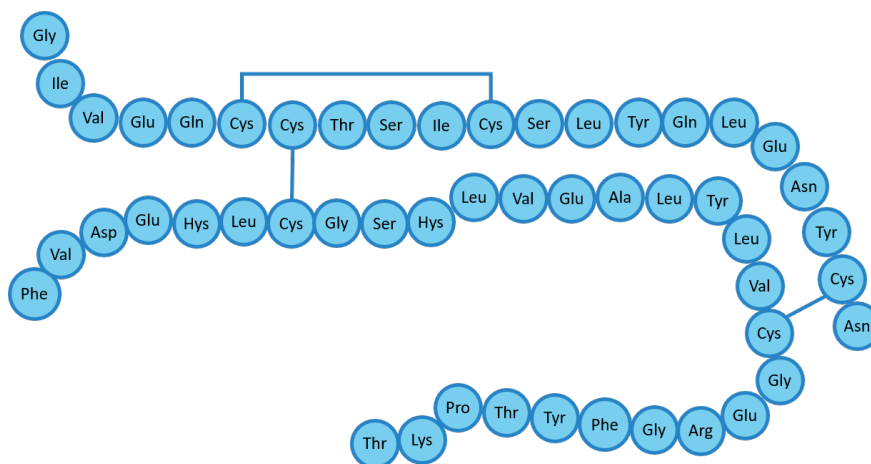 Gly
Ile
Val Glu Gln Cys Cys Thr Ser Ile Cys Ser Leu Tyr Gln Leu
Glu
Asn
Tyr
Cys
Asn
Phe
Val
Asp
Glu Hys Leu Cys Gly Ser Hys
Leu Val Glu Ala Leu Tyr
Leu
Val
Cys
Gly
Glu
Arg
Gly
Phe
Tyr
Thr
Pro
Lys
Thr